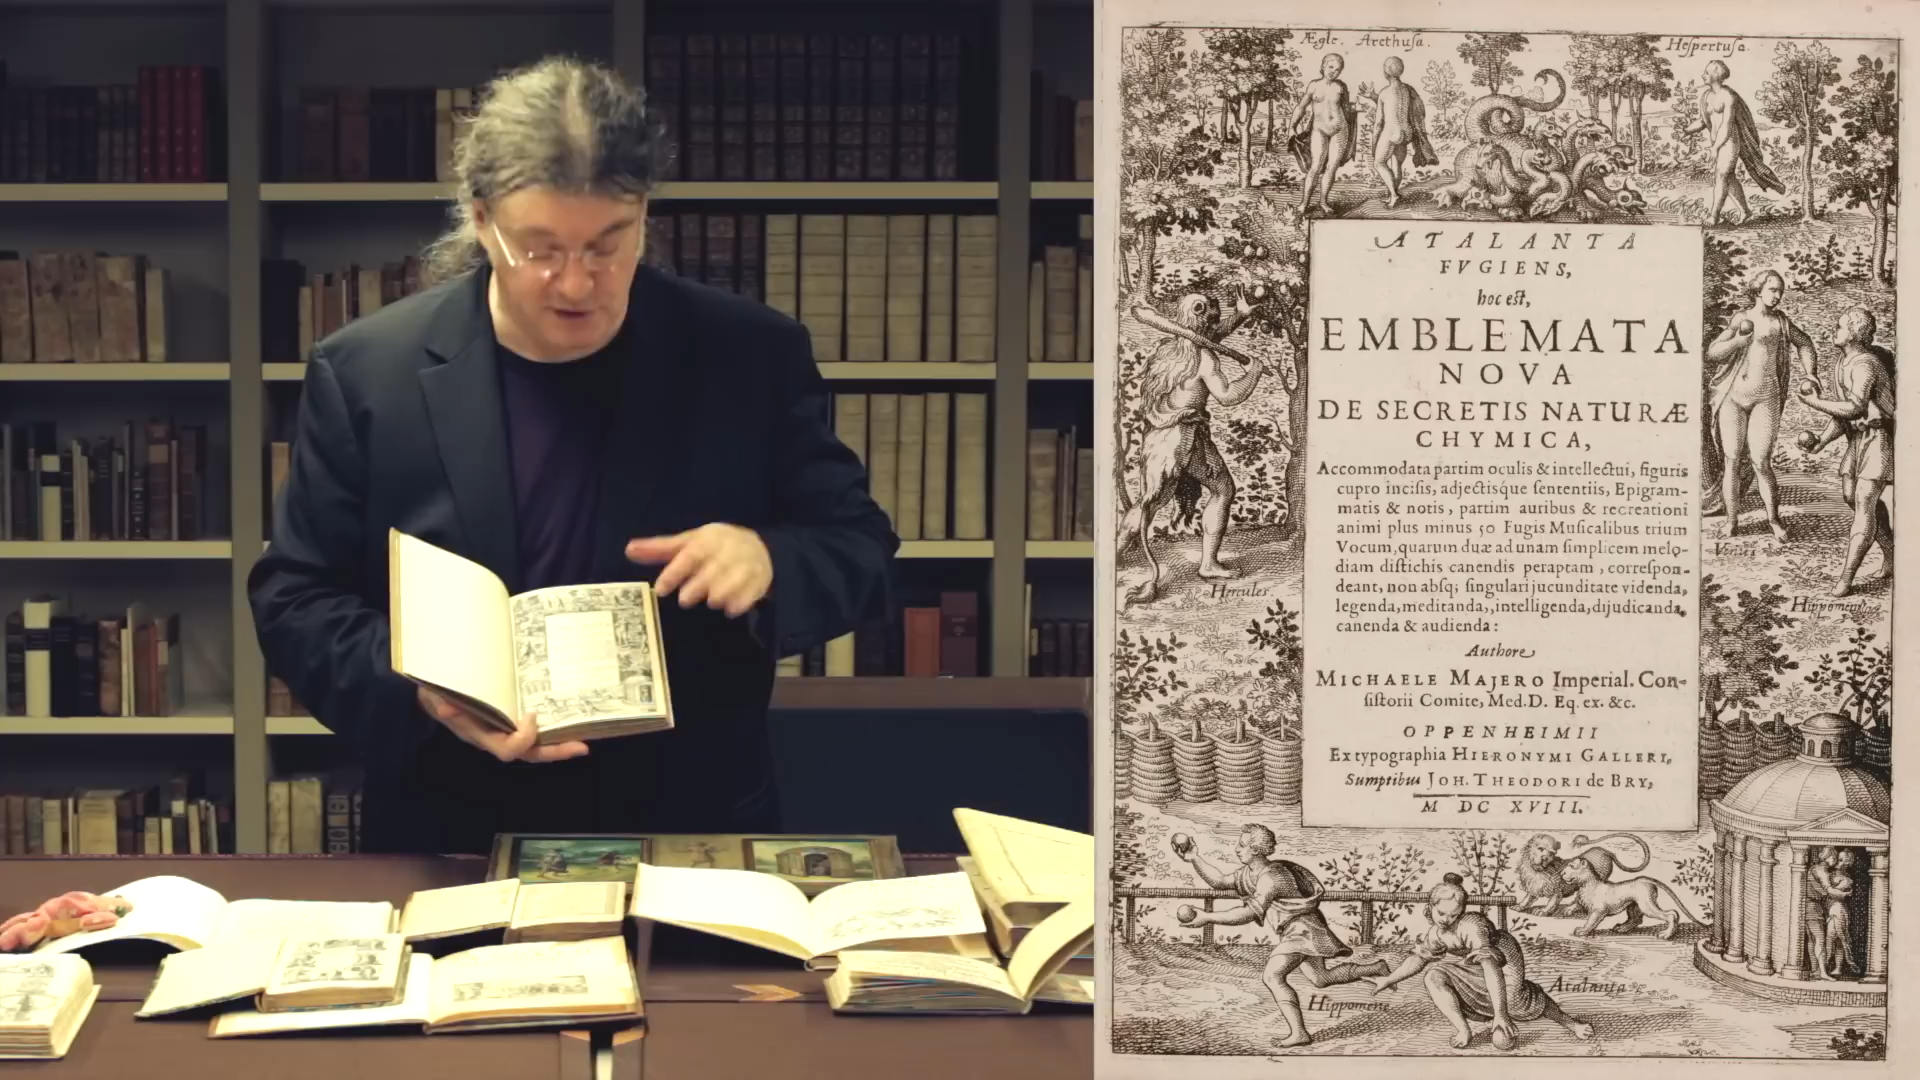 Ægle. Arethusa.
Hespertusa.
ATALANTA
FVGIENS,
hoc est,
EMBLEMATA
NOVA
DE SECRETIS NATURÆ
CHYMICA,
Accommodata partim oculis & intellectui, figuris
cupro incisis, adjectisque sententiis, Epigram-
matis & notis, partim auribus & recreationi
animi plus minus 50 Fugis Musicalibus trium
Vocum, quarum duæ ad unam simplicem melo-
diam distichis canendis peraptam, correspon-
deant, non absq; singulari jucunditate videnda,
legenda, meditanda, intelligenda, dijudicanda,
canenda & audienda:
Authore
MICHAELE MAJERO Imperial. Con-
sistorii Comite, Med. D. Eq. ex. &c.
OPPENHEIMII
Ex typographia HIERONYMI GALLERI,
Sumptibus JOH. THEODORI de BRY,
M DC XVIII.
Hercules.
Venus
Hippomenes
Hippomene
Atalanta